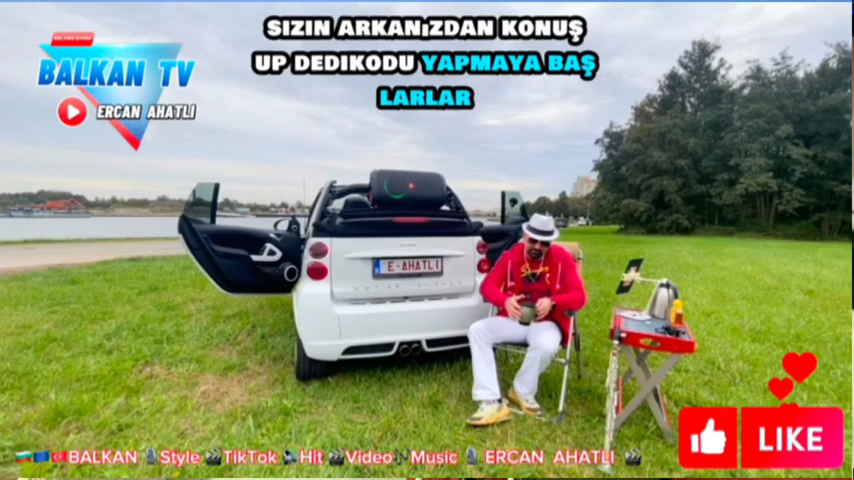 SIZIN ARKANıZDAN KONUŞ
UP DEDIKODU YAPMAYA BAŞ
LARLAR
BALKAN TV
ERCAN AHATLI
E-AHATLI
BALKAN Style TikTok Hit Video Music ERCAN AHATLI
LIKE